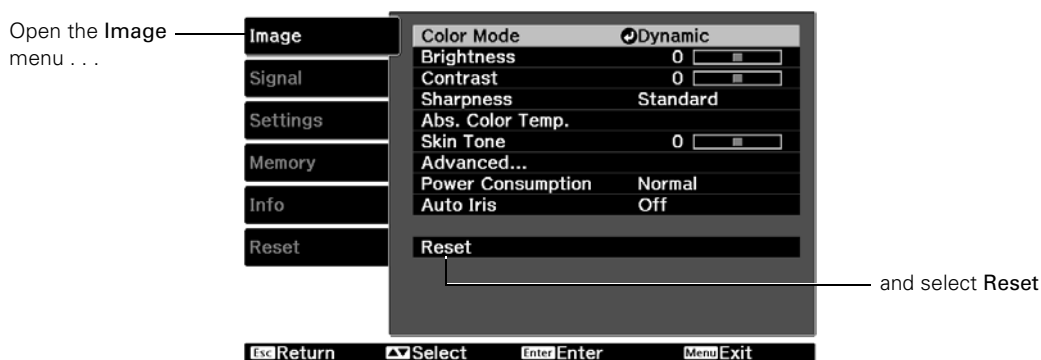 Open the Image
menu . . .
Image
Signal
Settings
Memory
Info
Reset
Color Mode Dynamic
Brightness 0
Contrast 0
Sharpness Standard
Abs. Color Temp.
Skin Tone 0
Advanced...
Power Consumption Normal
Auto Iris Off
Reset
and select Reset
Esc Return Select Enter Enter Menu Exit